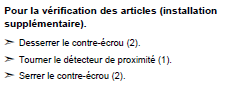 Pour la vérification des articles (installation
supplémentaire).
➣ Desserrer le contre-écrou (2).
➣ Tourner le détecteur de proximité (1).
➣ Serrer le contre-écrou (2).